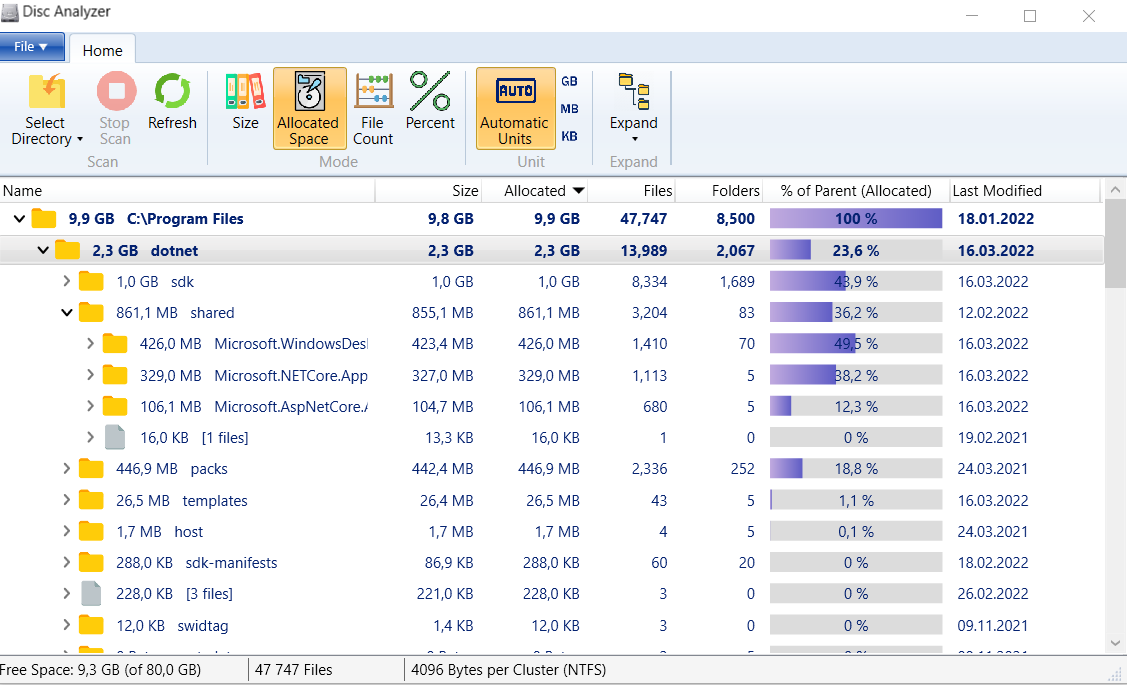 Disc Analyzer
File Home
Select Directory
Stop Scan
Refresh
Scan
Size
Allocated Space
File Count
Percent
Mode
AUTO
Automatic Units
GB
MB
KB
Unit
Expand
Expand
Name Size Allocated Files Folders % of Parent (Allocated) Last Modified
9,9 GB C:\Program Files 9,8 GB 9,9 GB 47,747 8,500 100 % 18.01.2022
2,3 GB dotnet 2,3 GB 2,3 GB 13,989 2,067 23,6 % 16.03.2022
1,0 GB sdk 1,0 GB 1,0 GB 8,334 1,689 43,9 % 16.03.2022
861,1 MB shared 855,1 MB 861,1 MB 3,204 83 36,2 % 12.02.2022
426,0 MB Microsoft.WindowsDesl 423,4 MB 426,0 MB 1,410 70 49,5 % 16.03.2022
329,0 MB Microsoft.NETCore.App 327,0 MB 329,0 MB 1,113 5 38,2 % 16.03.2022
106,1 MB Microsoft.AspNetCore.A 104,7 MB 106,1 MB 680 5 12,3 % 16.03.2022
16,0 KB [1 files] 13,3 KB 16,0 KB 1 0 0 % 19.02.2021
446,9 MB packs 442,4 MB 446,9 MB 2,336 252 18,8 % 24.03.2021
26,5 MB templates 26,4 MB 26,5 MB 43 5 1,1 % 16.03.2022
1,7 MB host 1,7 MB 1,7 MB 4 5 0,1 % 24.03.2021
288,0 KB sdk-manifests 86,9 KB 288,0 KB 60 20 0 % 18.02.2022
228,0 KB [3 files] 221,0 KB 228,0 KB 3 0 0 % 26.02.2022
12,0 KB swidtag 1,4 KB 12,0 KB 3 0 0 % 09.11.2021
Free Space: 9,3 GB (of 80,0 GB) 47 747 Files 4096 Bytes per Cluster (NTFS)